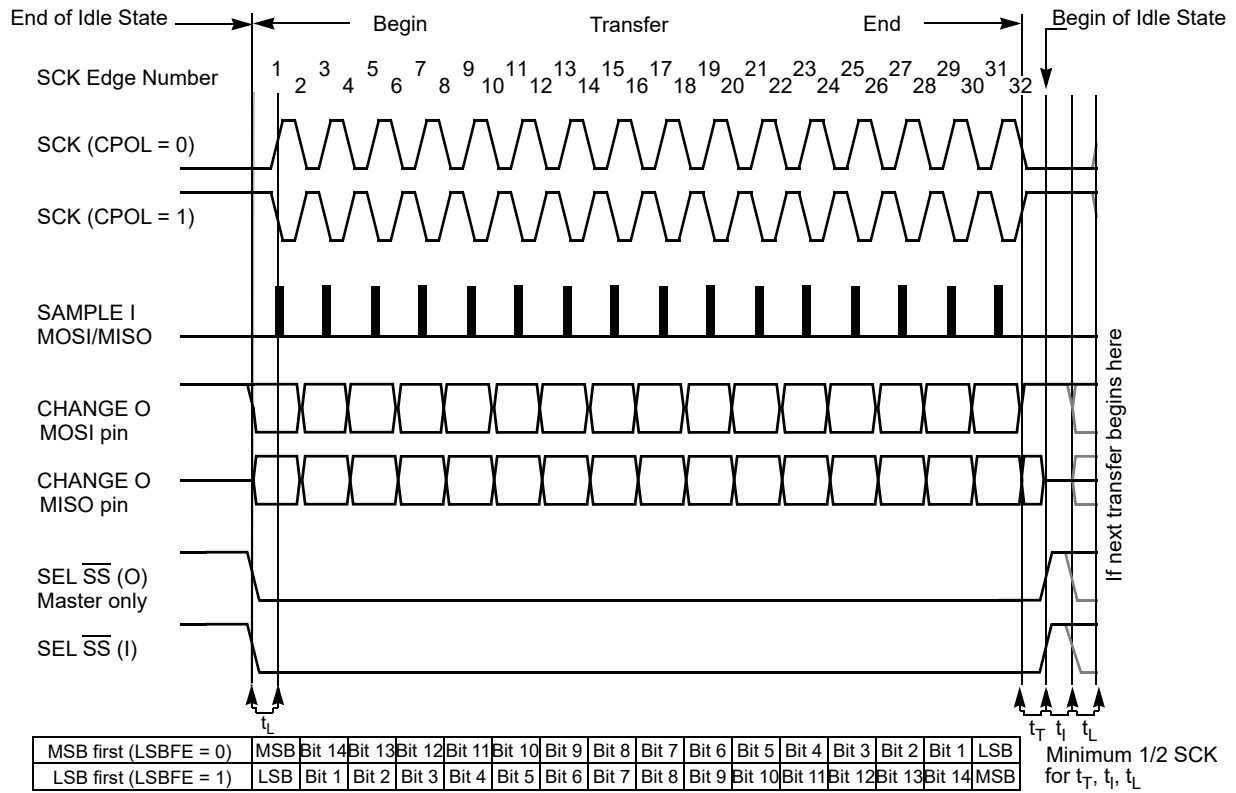 End of Idle State
Begin
Transfer
End
Begin of Idle State
SCK Edge Number
1 2 3 4 5 6 7 8 9 10 11 12 13 14 15 16 17 18 19 20 21 22 23 24 25 26 27 28 29 30 31 32
SCK (CPOL = 0)
SCK (CPOL = 1)
SAMPLE I
MOSI/MISO
CHANGE O
MOSI pin
CHANGE O
MISO pin
SEL SS (O)
Master only
SEL SS (I)
If next transfer begins here
tL
tT tI tL
MSB first (LSBFE = 0) MSB Bit 14 Bit 13 Bit 12 Bit 11 Bit 10 Bit 9 Bit 8 Bit 7 Bit 6 Bit 5 Bit 4 Bit 3 Bit 2 Bit 1 LSB
LSB first (LSBFE = 1) LSB Bit 1 Bit 2 Bit 3 Bit 4 Bit 5 Bit 6 Bit 7 Bit 8 Bit 9 Bit 10 Bit 11 Bit 12 Bit 13 Bit 14 MSB
Minimum 1/2 SCK
for tT, tI, tL